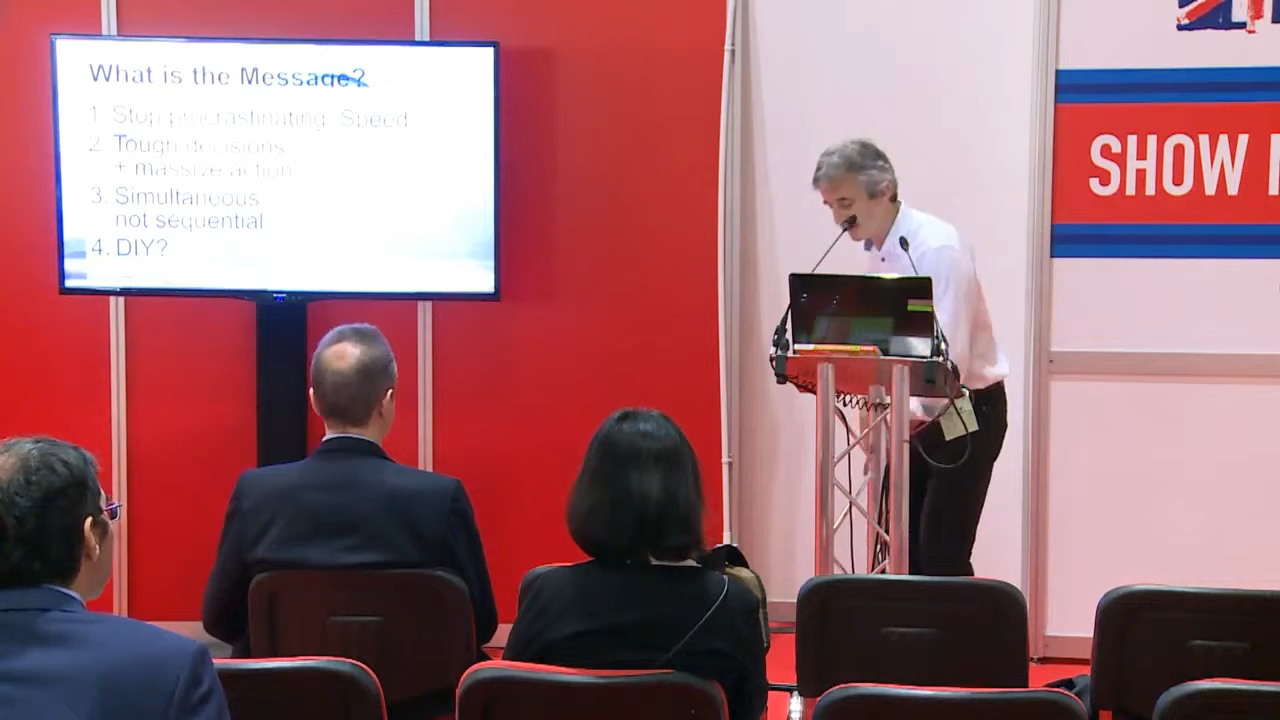 What is the Message?
1. Stop procrastinating. Speed
2. Tough decisions
+ massive action
3. Simultaneous
not sequential
4. DIY?
SHOW